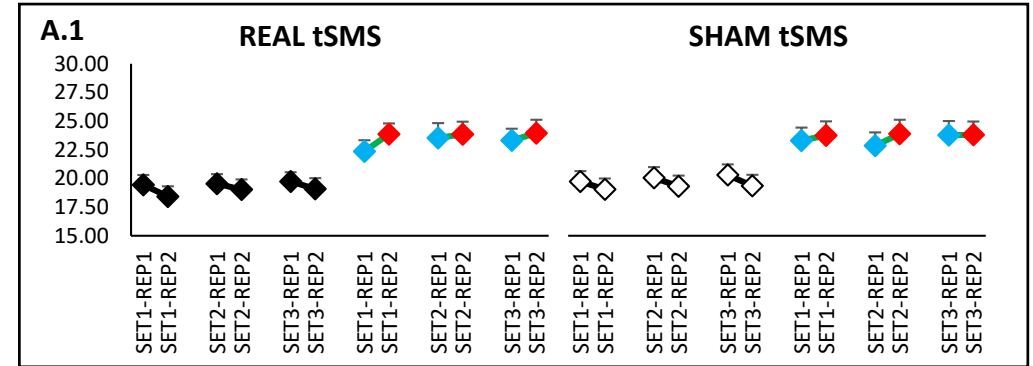 A.1
REAL tSMS
SHAM tSMS
30.00
27.50
25.00
22.50
20.00
17.50
15.00
SET1-REP1
SET1-REP2
SET2-REP1
SET2-REP2
SET3-REP1
SET3-REP2
SET1-REP1
SET1-REP2
SET2-REP1
SET2-REP2
SET3-REP1
SET3-REP2
SET1-REP1
SET1-REP2
SET2-REP1
SET2-REP2
SET3-REP1
SET3-REP2
SET1-REP1
SET1-REP2
SET2-REP1
SET2-REP2
SET3-REP1
SET3-REP2